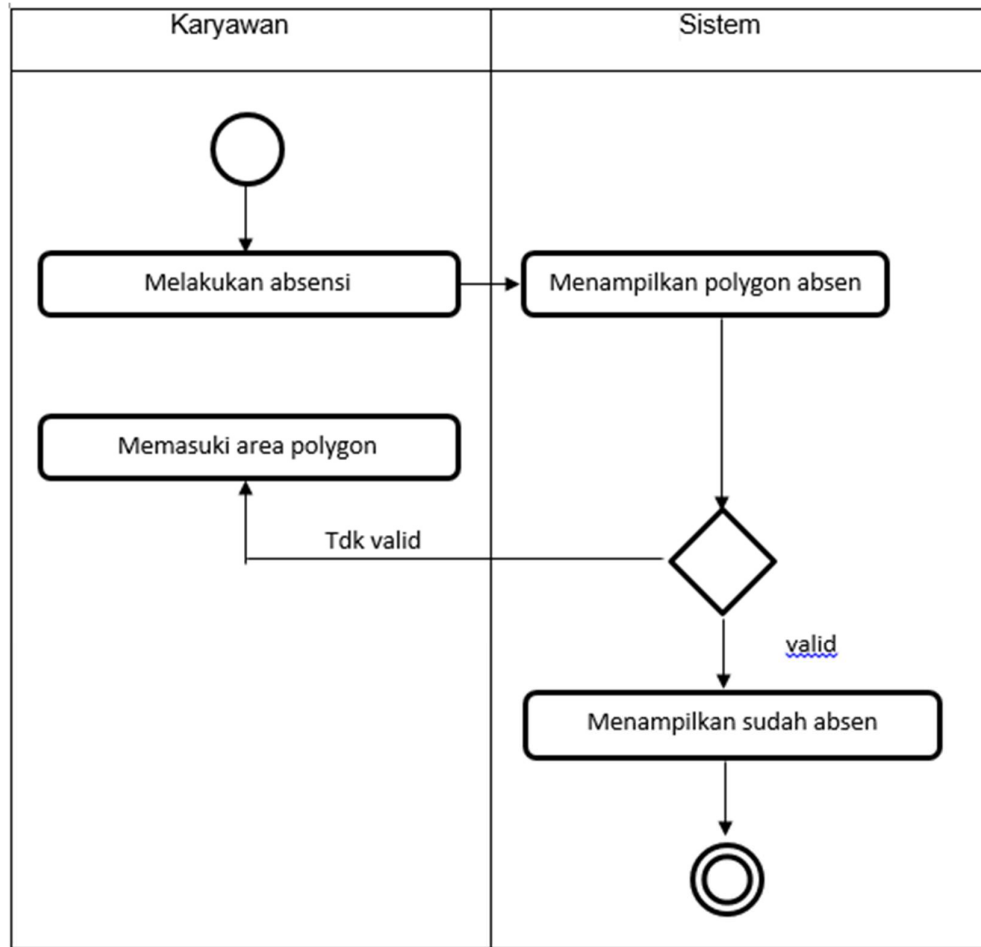 Karyawan
Sistem
Melakukan absensi
Menampilkan polygon absen
Memasuki area polygon
Tdk valid
valid
Menampilkan sudah absen